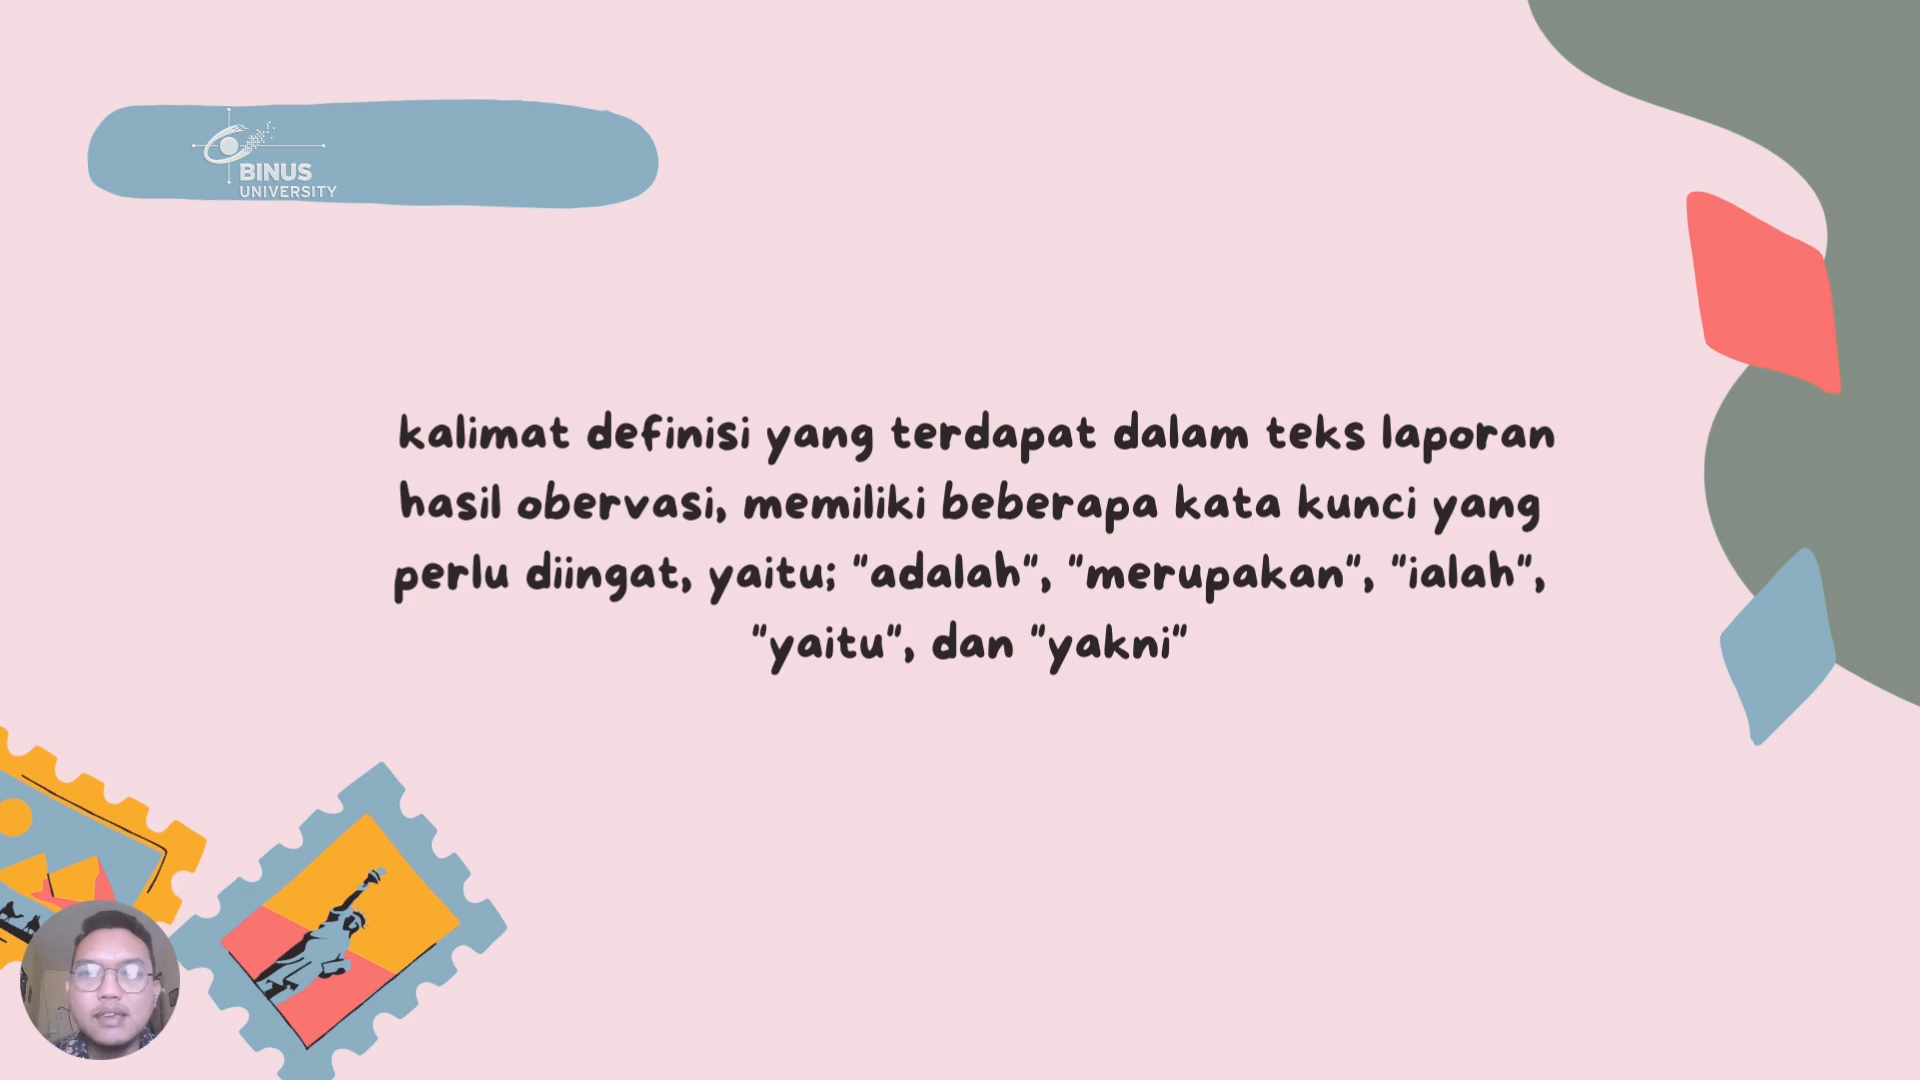 BINUS
UNIVERSITY
kalimat definisi yang terdapat dalam teks laporan
hasil obervasi, memiliki beberapa kata kunci yang
perlu diingat, yaitu; "adalah", "merupakan", "ialah",
"yaitu", dan "yakni"